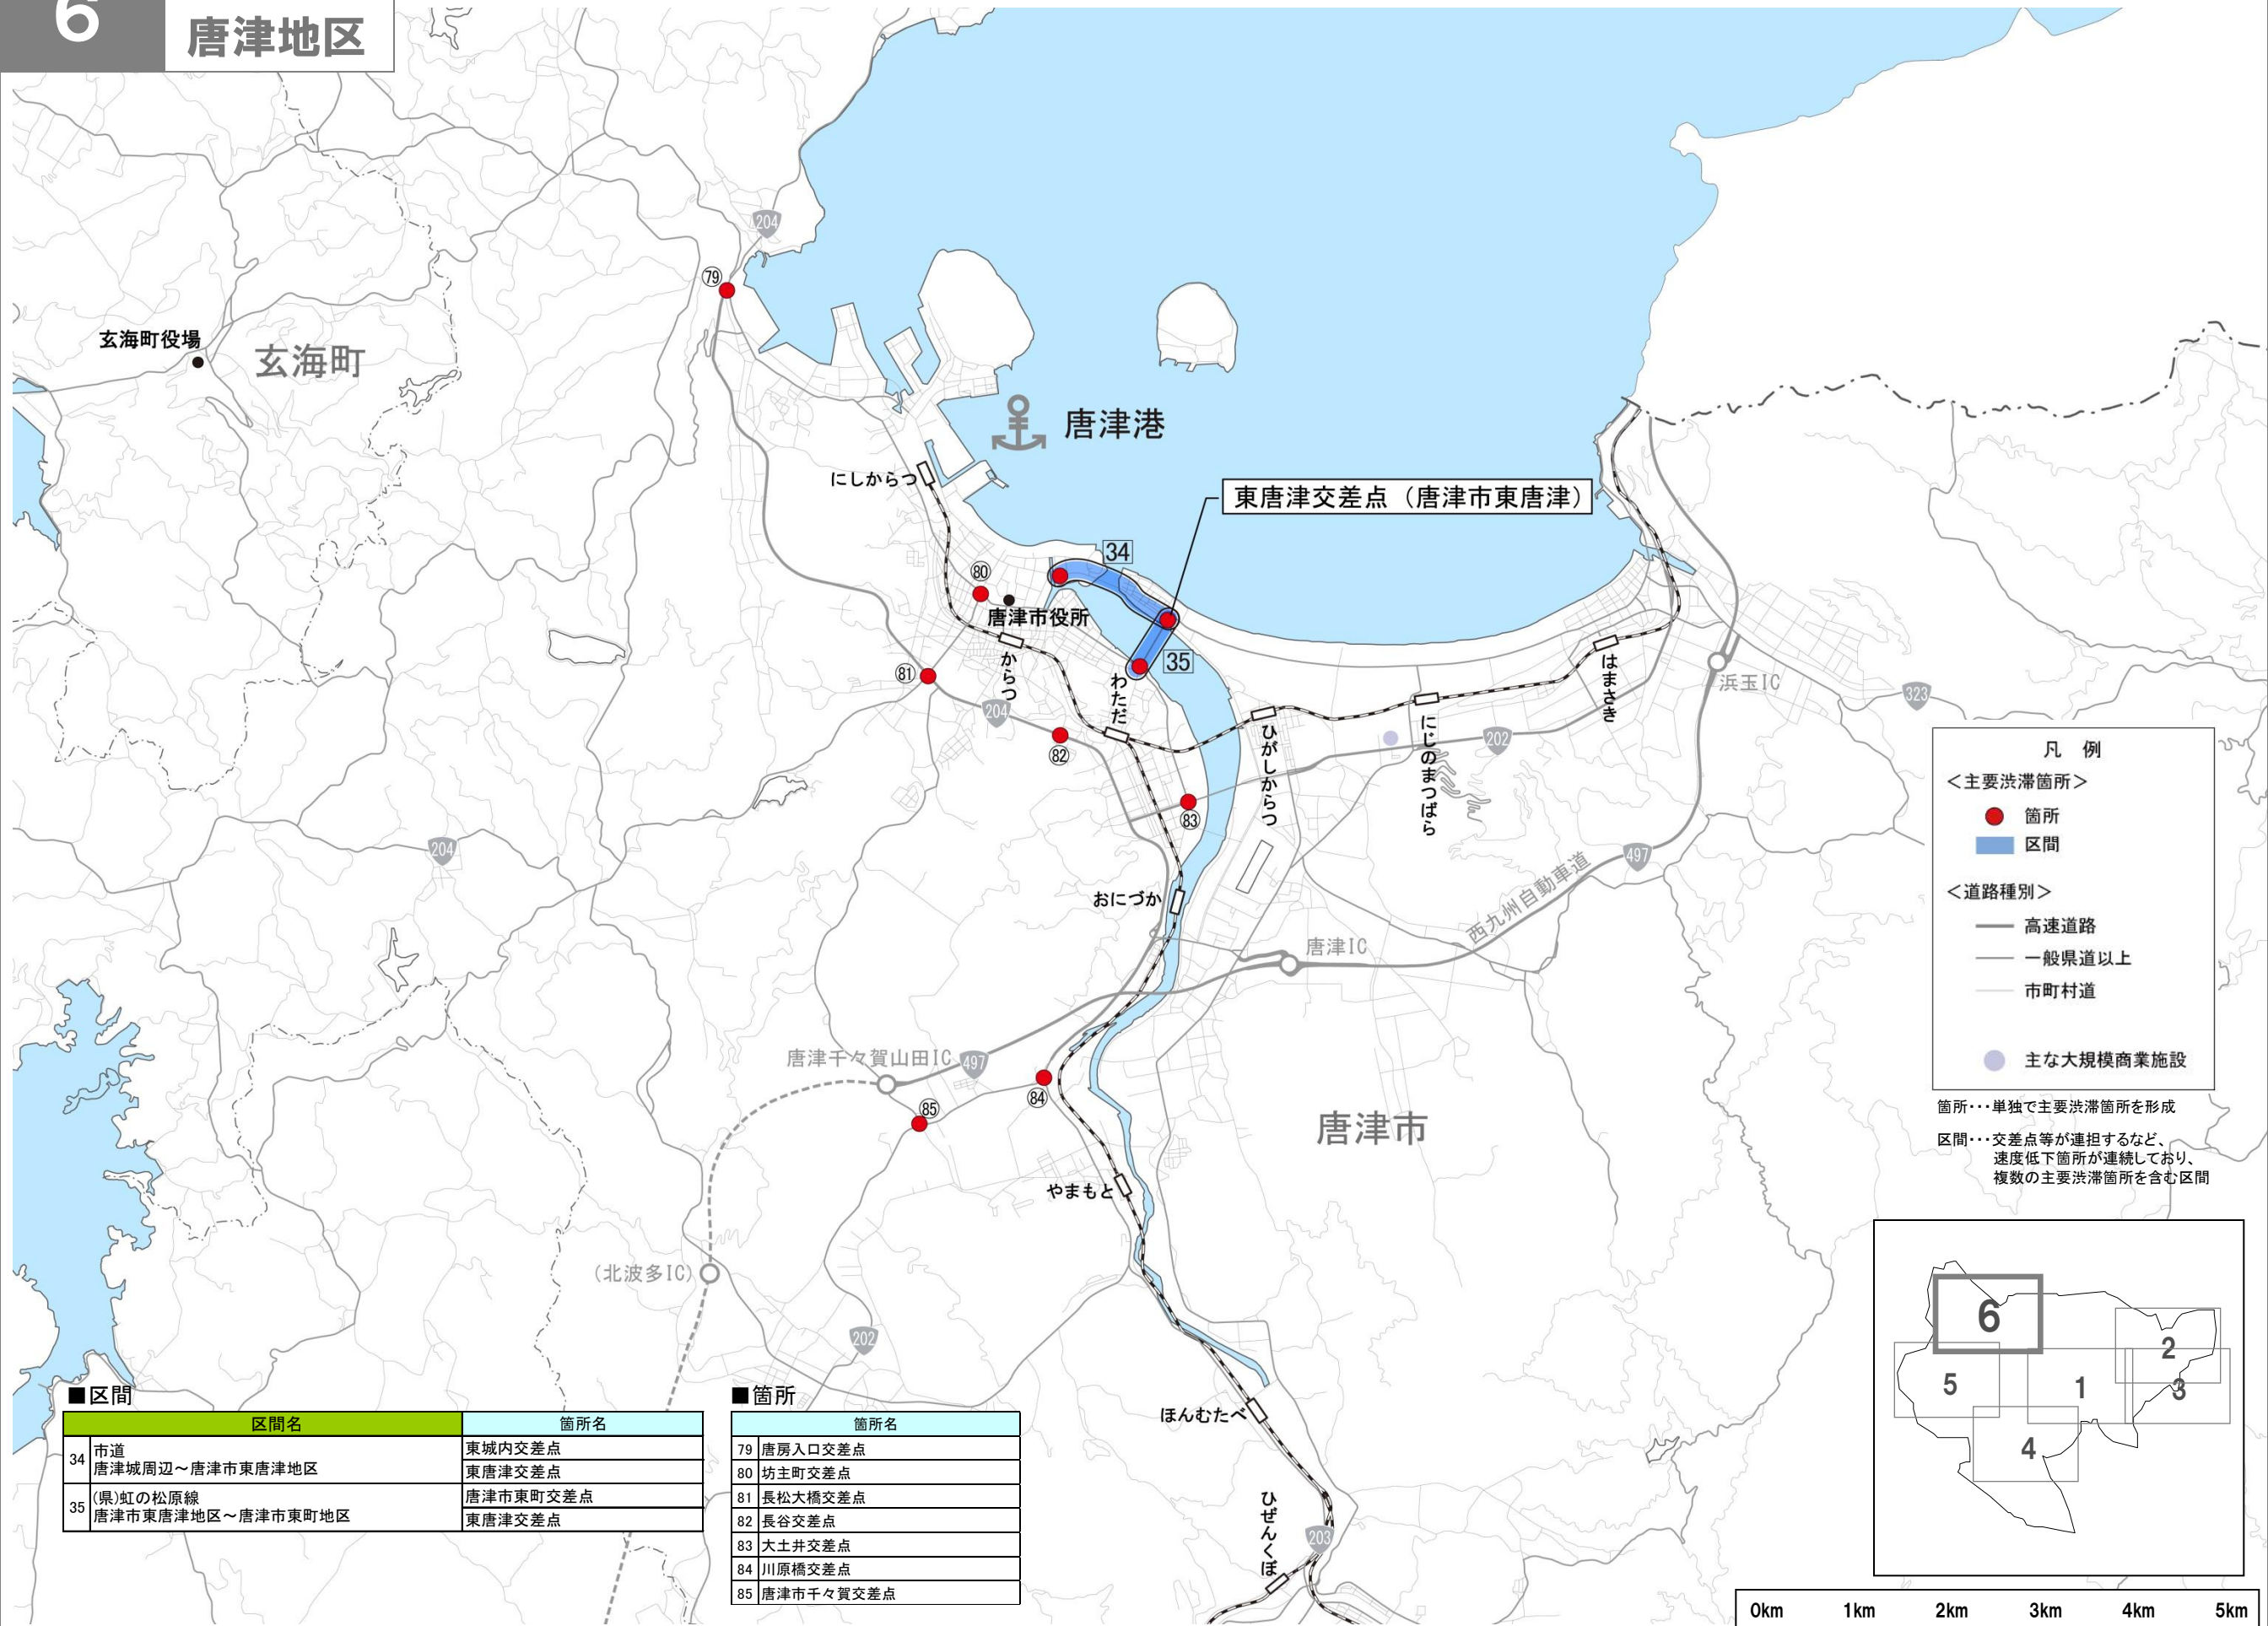 6
唐津地区
204
79
玄海町役場
玄海町
唐津港
にしからつ
東唐津交差点（唐津市東唐津）
34
80
唐津市役所
35
81
からつ
わただ
204
はまさき
浜玉IC
323
82
ひがしからつ
にじのまつばら
202
83
204
497
西九州自動車道
おにづか
唐津IC
唐津千々賀山田IC
497
84
85
唐津市
やまもと
(北波多IC)
202
ほんむたべ
ひぜんくぼ
203
凡 例
＜主要渋滞箇所＞
箇所
区間
＜道路種別＞
高速道路
一般県道以上
市町村道
主な大規模商業施設
箇所･･･単独で主要渋滞箇所を形成
区間･･･交差点等が連担するなど、
速度低下箇所が連続しており、
複数の主要渋滞箇所を含む区間
6
2
5
1
3
4
■区間
区間名 箇所名
34 市道 東城内交差点
唐津城周辺～唐津市東唐津地区 東唐津交差点
35 (県)虹の松原線 唐津市東町交差点
唐津市東唐津地区～唐津市東町地区 東唐津交差点
■箇所
箇所名
79 唐房入口交差点
80 坊主町交差点
81 長松大橋交差点
82 長谷交差点
83 大土井交差点
84 川原橋交差点
85 唐津市千々賀交差点
0km 1km 2km 3km 4km 5km